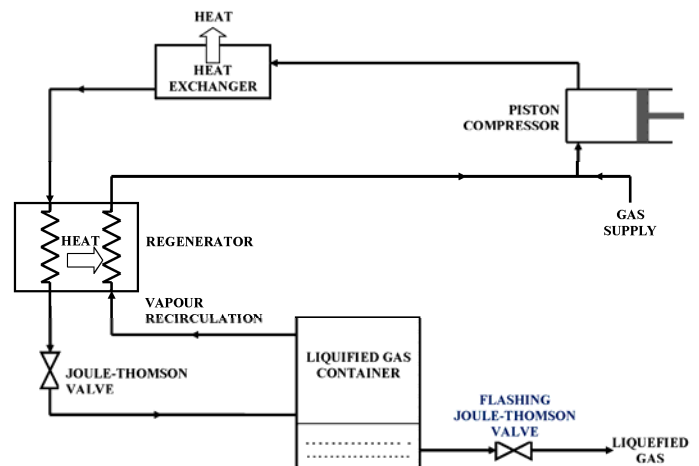 HEAT
HEAT
EXCHANGER
PISTON
COMPRESSOR
GAS
SUPPLY
HEAT
REGENERATOR
VAPOUR
RECIRCULATION
LIQUIFIED GAS
CONTAINER
JOULE-THOMSON
VALVE
FLASHING
JOULE-THOMSON
VALVE
LIQUEFIED
GAS